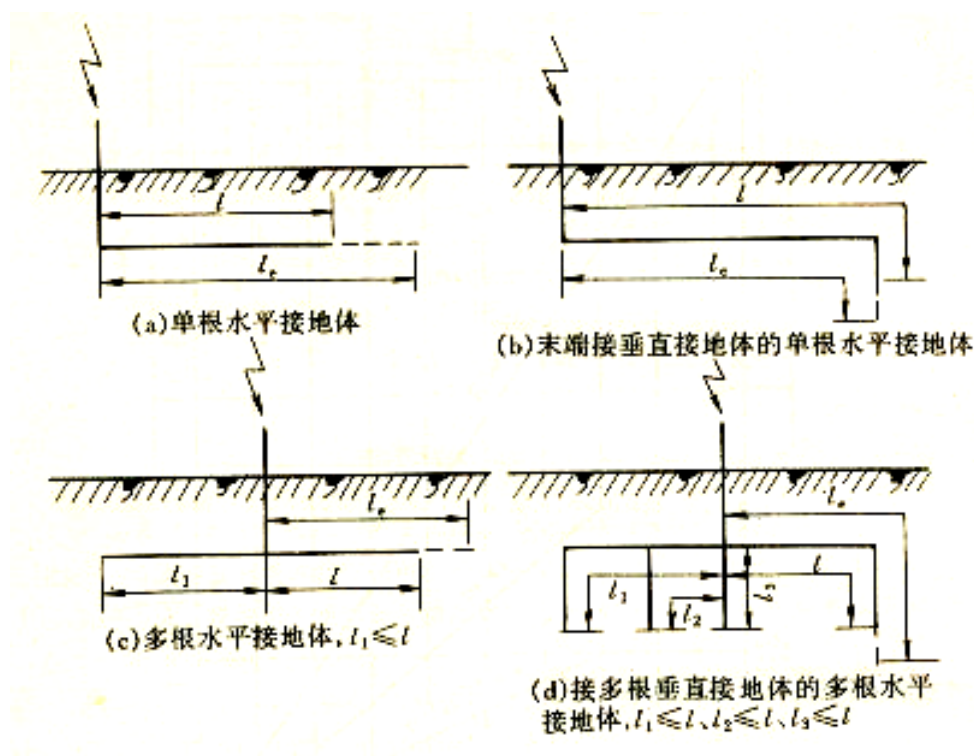 l
lₑ
(a)单根水平接地体
l
lₑ
(b)末端接垂直接地体的单根水平接地体
lₑ
l₁
l
(c)多根水平接地体,l₁≤l
lₑ
l₁
l₂
l₃
l
(d)接多根垂直接地体的多根水平
接地体,l₁≤l、l₂≤l、l₃≤l